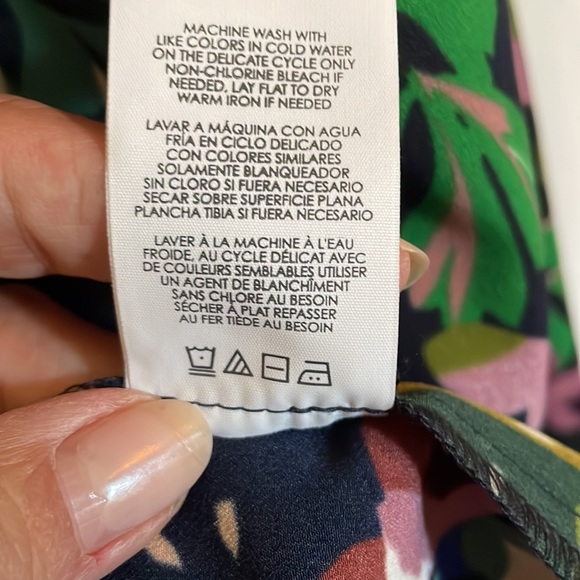 MACHINE WASH WITH
LIKE COLORS IN COLD WATER
ON THE DELICATE CYCLE ONLY
NON-CHLORINE BLEACH IF
NEEDED, LAY FLAT TO DRY
WARM IRON IF NEEDED
LAVAR A MÁQUINA CON AGUA
FRÍA EN CICLO DELICADO
CON COLORES SIMILARES
SOLAMENTE BLANQUEADOR
SIN CLORO SI FUERA NECESARIO
SECAR SOBRE SUPERFICIE PLANA
PLANCHA TIBIA SI FUERA NECESARIO
LAVER À LA MACHINE À L'EAU
FROIDE, AU CYCLE DÉLICAT AVEC
DE COULEURS SEMBLABLES UTILISER
UN AGENT DE BLANCHÎMENT
SANS CHLORE AU BESOIN
SÉCHER À PLAT REPASSER
AU FER TIÈDE AU BESOIN